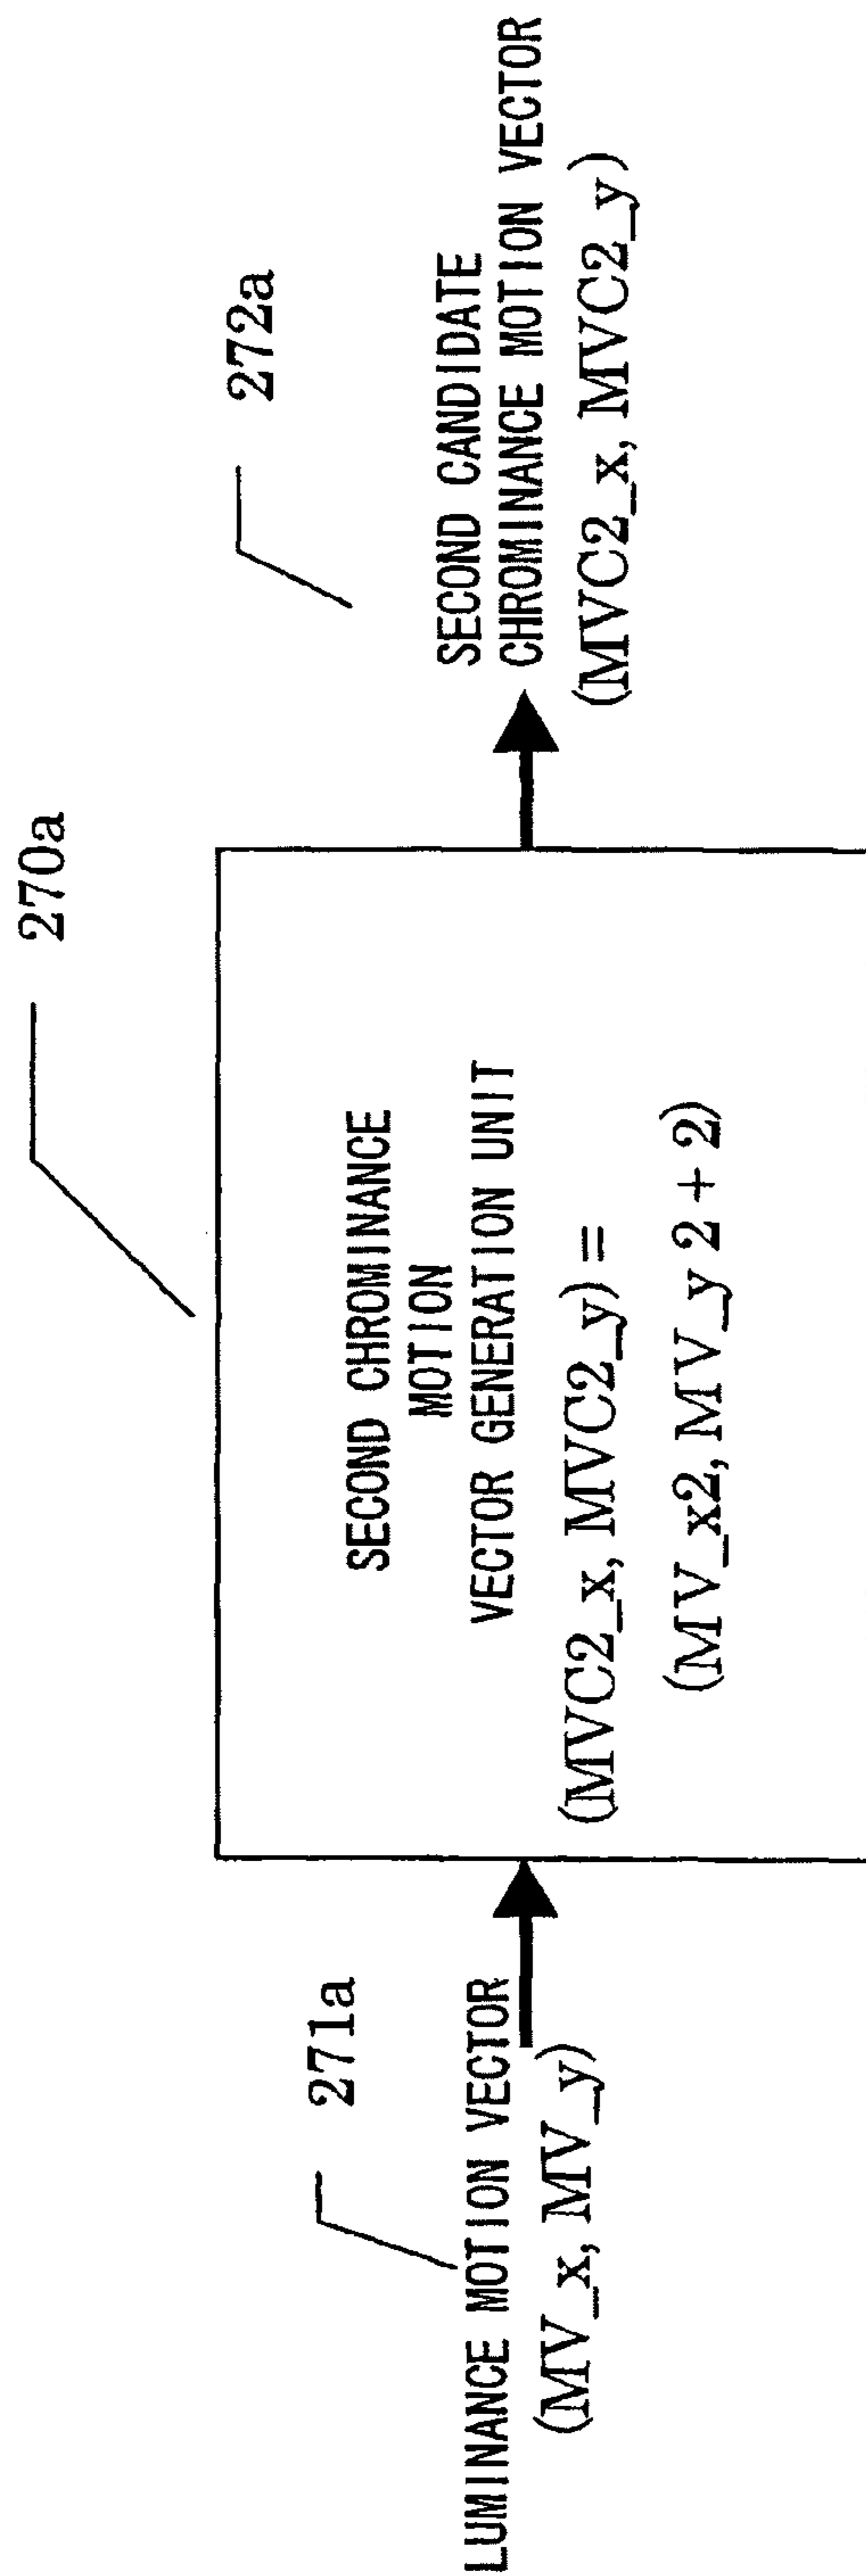 270a
271a
272a
LUMINANCE MOTION VECTOR
(MV_x, MV_y)
SECOND CHROMINANCE
MOTION
VECTOR GENERATION UNIT
(MVC2_x, MVC2_y) =
(MV_x2, MV_y 2 + 2)
SECOND CANDIDATE
CHROMINANCE MOTION VECTOR
(MVC2_x, MVC2_y)